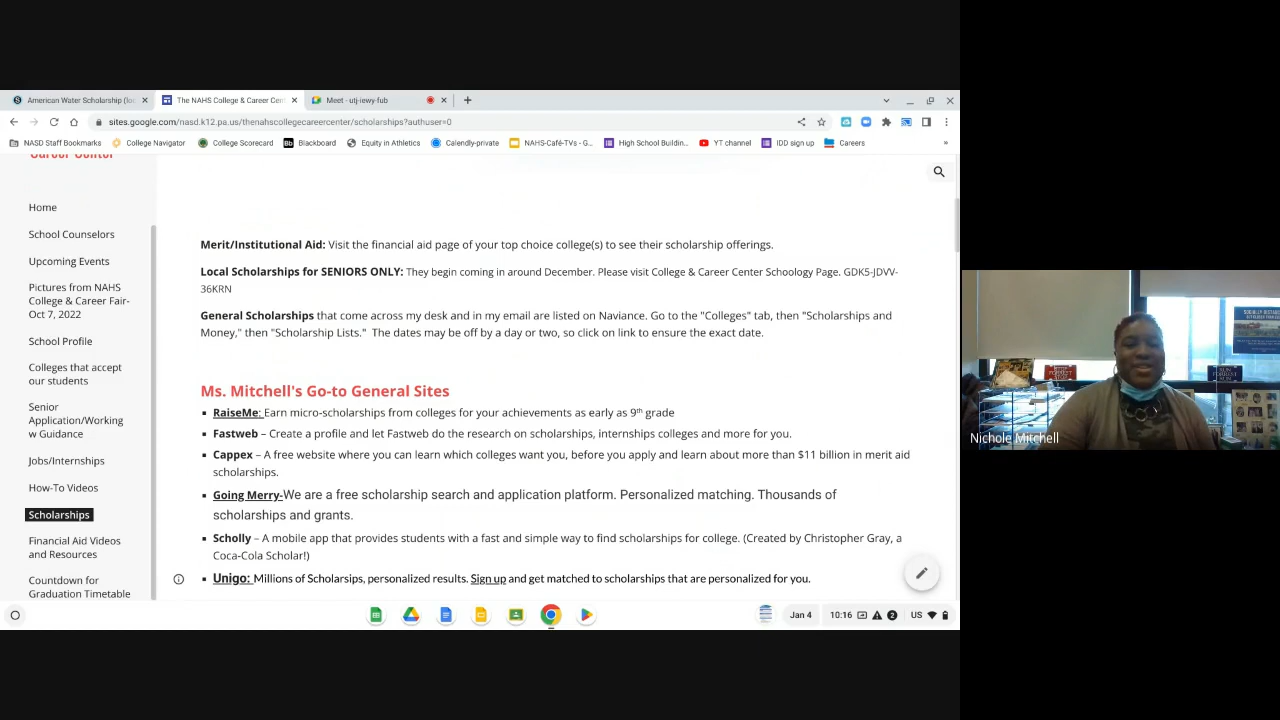 American Water Scholarship (lo
The NAHS College & Career Cen
Meet - utj-iewy-fub
sites.google.com/nasd.k12.pa.us/thenahscollegecareercenter/scholarships?authuser=0
NASD Staff Bookmarks
College Navigator
College Scorecard
Bb Blackboard
Equity in Athletics
Calendly-private
NAHS-Café-TVs - G...
High School Buildin...
YT channel
IDD sign up
Careers
»
Career Center
Home
School Counselors
Upcoming Events
Pictures from NAHS
College & Career Fair-
Oct 7, 2022
School Profile
Colleges that accept
our students
Senior
Application/Working
w Guidance
Jobs/Internships
How-To Videos
Scholarships
Financial Aid Videos
and Resources
Countdown for
Graduation Timetable
Merit/Institutional Aid: Visit the financial aid page of your top choice college(s) to see their scholarship offerings.
Local Scholarships for SENIORS ONLY: They begin coming in around December. Please visit College & Career Center Schoology Page. GDK5-JDVV-
36KRN
General Scholarships that come across my desk and in my email are listed on Naviance. Go to the "Colleges" tab, then "Scholarships and
Money," then "Scholarship Lists." The dates may be off by a day or two, so click on link to ensure the exact date.
Ms. Mitchell's Go-to General Sites
▪ RaiseMe: Earn micro-scholarships from colleges for your achievements as early as 9th grade
▪ Fastweb – Create a profile and let Fastweb do the research on scholarships, internships colleges and more for you.
▪ Cappex – A free website where you can learn which colleges want you, before you apply and learn about more than $11 billion in merit aid
scholarships.
▪ Going Merry-We are a free scholarship search and application platform. Personalized matching. Thousands of
scholarships and grants.
▪ Scholly – A mobile app that provides students with a fast and simple way to find scholarships for college. (Created by Christopher Gray, a
Coca-Cola Scholar!)
▪ Unigo: Millions of Scholarsips, personalized results. Sign up and get matched to scholarships that are personalized for you.
Jan 4
10:16
2
US
SOCIALLY DISTANT
RUN
FORREST
RUN
RUN
FORREST
RUN
Nichole Mitchell